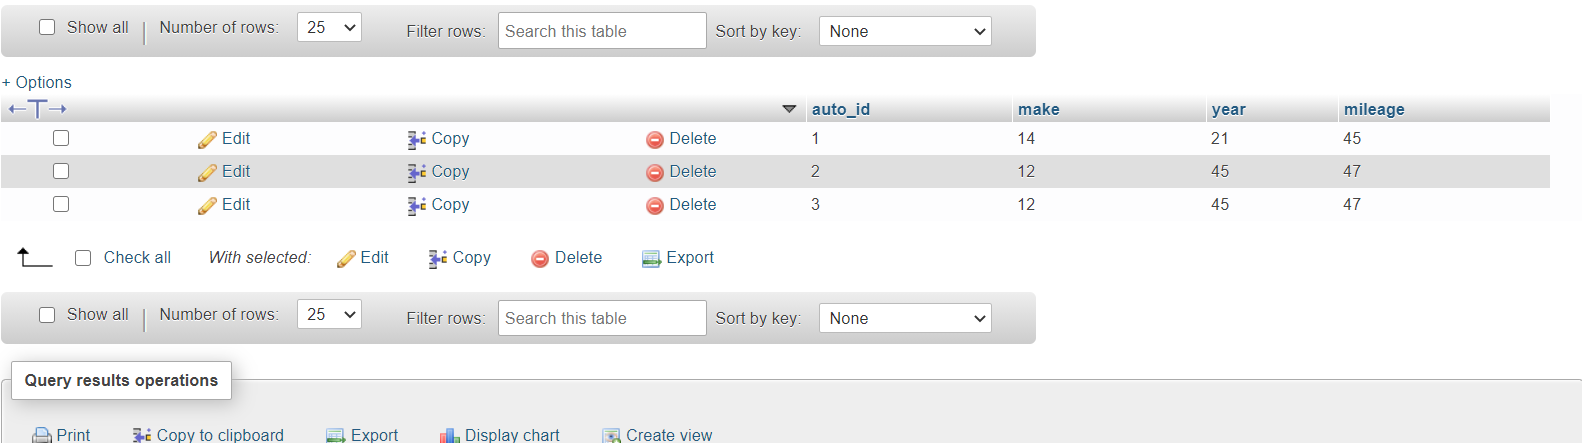 Show all Number of rows: 25 Filter rows: Search this table Sort by key: None
+ Options
auto_id make year mileage
Edit Copy Delete 1 14 21 45
Edit Copy Delete 2 12 45 47
Edit Copy Delete 3 12 45 47
Check all With selected: Edit Copy Delete Export
Show all Number of rows: 25 Filter rows: Search this table Sort by key: None
Query results operations
Print Copy to clipboard Export Display chart Create view